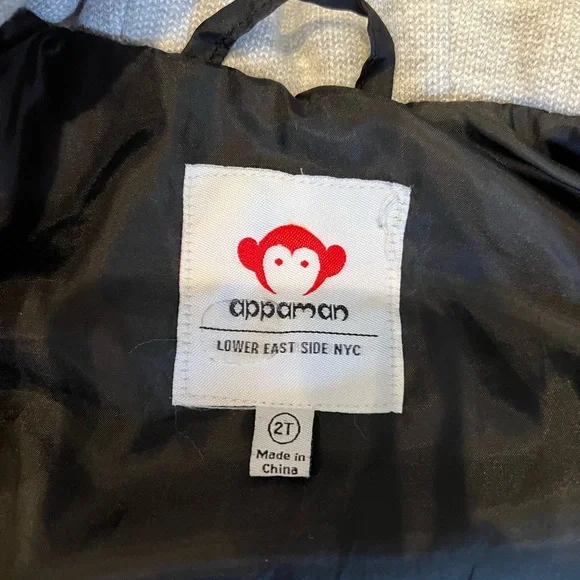 appaman
LOWER EAST SIDE NYC
2T
Made in
China